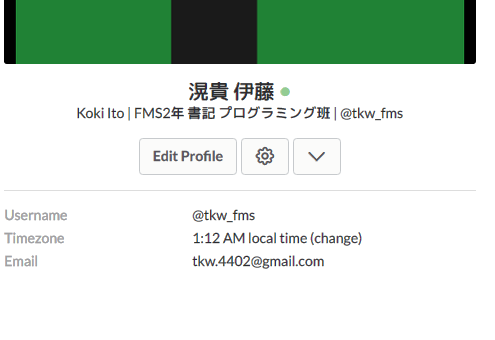 滉貴 伊藤
Koki Ito | FMS2年 書記 プログラミング班 | @tkw_fms
Edit Profile
Username @tkw_fms
Timezone 1:12 AM local time (change)
Email tkw.4402@gmail.com